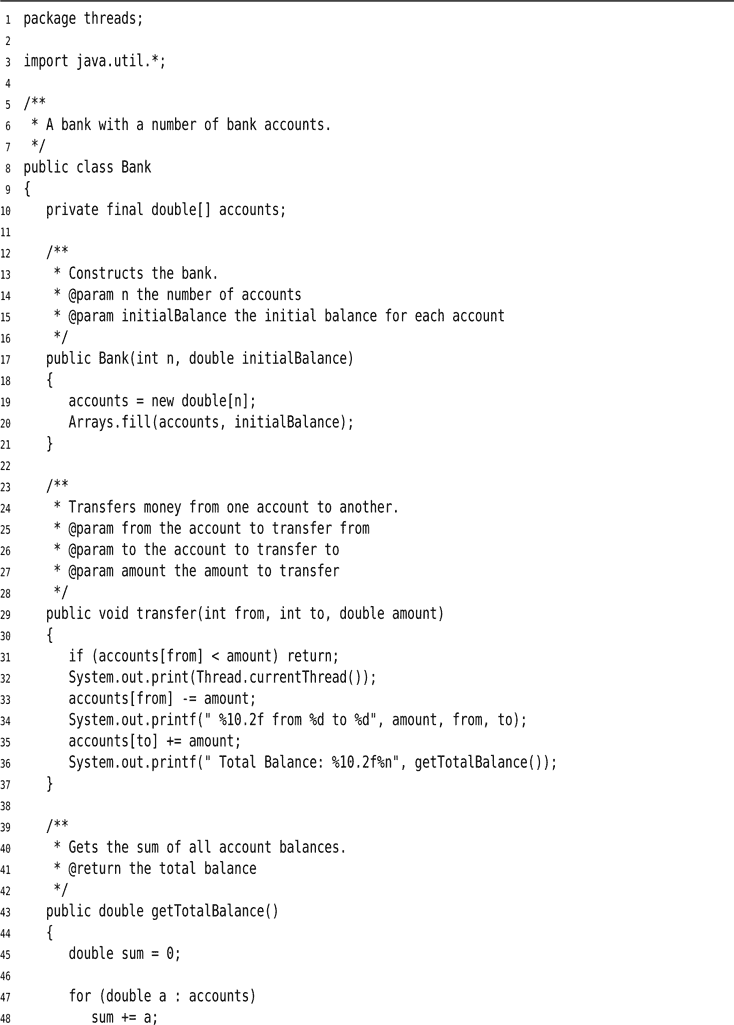 1 package threads;
2
3 import java.util.*;
4
5 /**
6  * A bank with a number of bank accounts.
7  */
8 public class Bank
9 {
10    private final double[] accounts;
11
12    /**
13     * Constructs the bank.
14     * @param n the number of accounts
15     * @param initialBalance the initial balance for each account
16     */
17    public Bank(int n, double initialBalance)
18    {
19       accounts = new double[n];
20       Arrays.fill(accounts, initialBalance);
21    }
22
23    /**
24     * Transfers money from one account to another.
25     * @param from the account to transfer from
26     * @param to the account to transfer to
27     * @param amount the amount to transfer
28     */
29    public void transfer(int from, int to, double amount)
30    {
31       if (accounts[from] < amount) return;
32       System.out.print(Thread.currentThread());
33       accounts[from] -= amount;
34       System.out.printf(" %10.2f from %d to %d", amount, from, to);
35       accounts[to] += amount;
36       System.out.printf(" Total Balance: %10.2f%n", getTotalBalance());
37    }
38
39    /**
40     * Gets the sum of all account balances.
41     * @return the total balance
42     */
43    public double getTotalBalance()
44    {
45       double sum = 0;
46
47       for (double a : accounts)
48          sum += a;